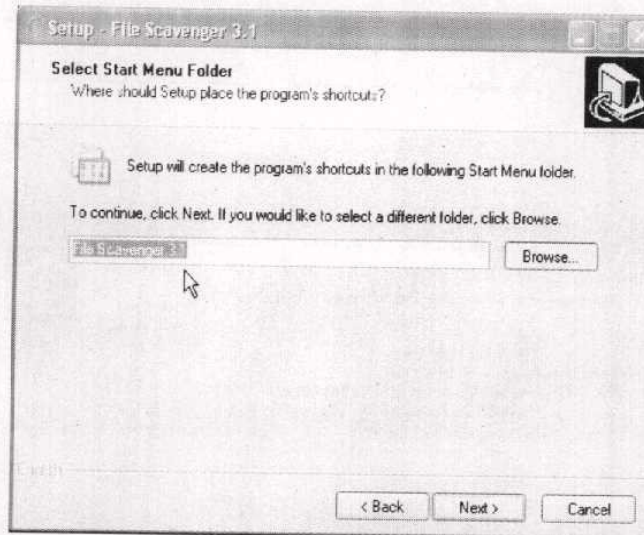 Setup - File Scavenger 3.1
Select Start Menu Folder
Where should Setup place the program's shortcuts?
Setup will create the program's shortcuts in the following Start Menu folder.
To continue, click Next. If you would like to select a different folder, click Browse.
File Scavenger 3.1
Browse...
< Back
Next >
Cancel